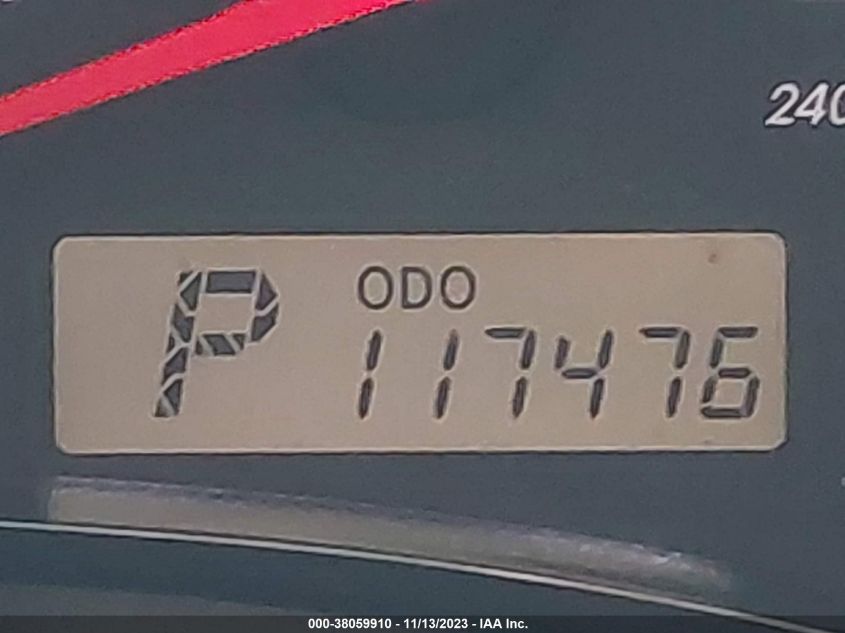 240
P
ODO
117476
000-38059910 - 11/13/2023 - IAA Inc.